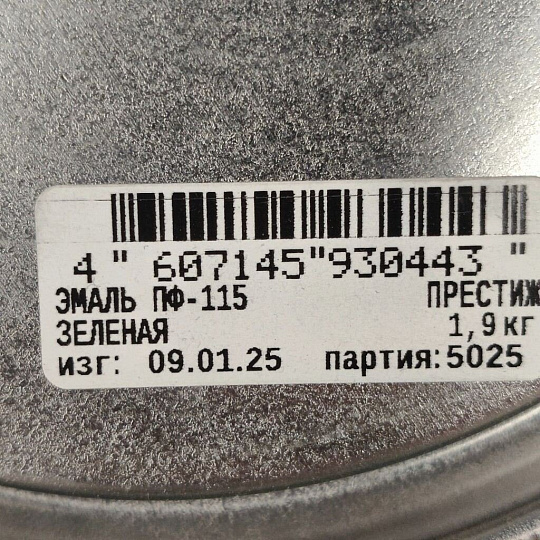 4 " 607145"930443 "
ЭМАЛЬ ПФ-115 ПРЕСТИЖ
ЗЕЛЕНАЯ 1,9 кг
изг: 09.01.25 партия:5025